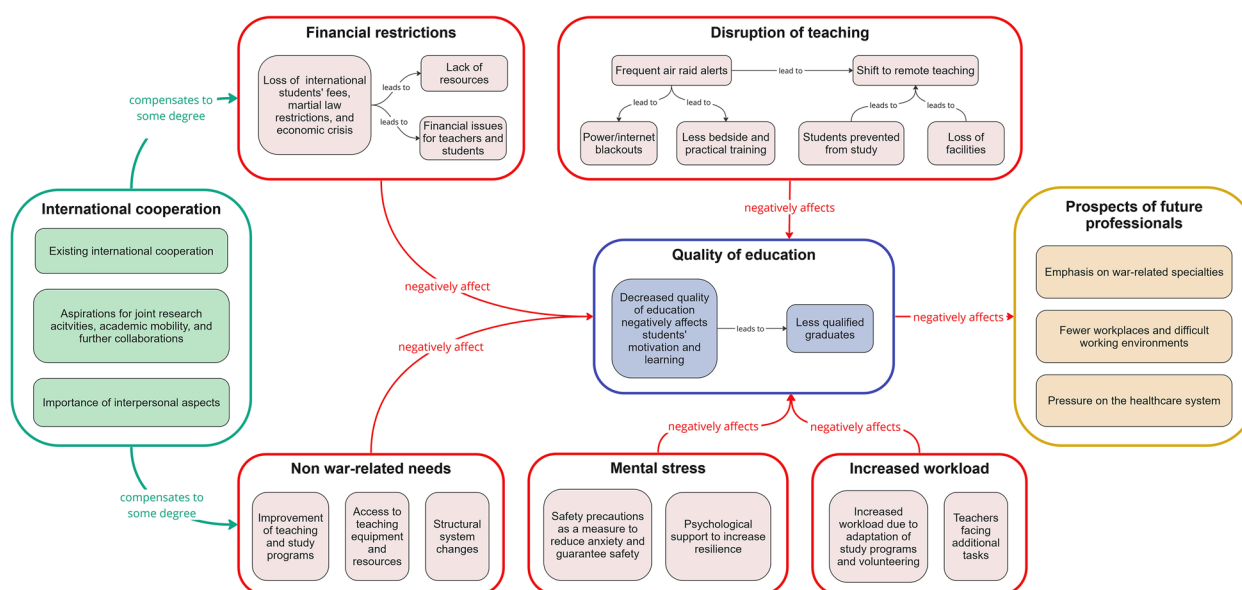 Financial restrictions
Loss of international
students' fees,
martial law
restrictions, and
economic crisis
leads to
Lack of
resources
leads to
Financial issues
for teachers and
students
Disruption of teaching
Frequent air raid alerts
lead to
Shift to remote teaching
lead to
lead to
lead to
lead to
Power/internet
blackouts
Less bedside and
practical training
Students prevented
from study
Loss of
facilities
compensates to
some degree
International cooperation
Existing international cooperation
Aspirations for joint research
acitivities, academic mobility, and
further collaborations
Importance of interpersonal aspects
compensates to
some degree
negatively affect
negatively affect
negatively affects
Quality of education
Decreased quality
of education
negatively affects
students'
motivation and
learning
leads to
Less qualified
graduates
negatively affects
Prospects of future
professionals
Emphasis on war-related specialties
Fewer workplaces and difficult
working environments
Pressure on the healthcare system
negatively affects
negatively affects
Non war-related needs
Improvement
of teaching
and study
programs
Access to
teaching
equipment
and
resources
Structural
system
changes
Mental stress
Safety precautions
as a measure to
reduce anxiety and
guarantee safety
Psychological
support to increase
resilience
Increased workload
Increased
workload due to
adaptation of
study programs
and volunteering
Teachers
facing
additional
tasks